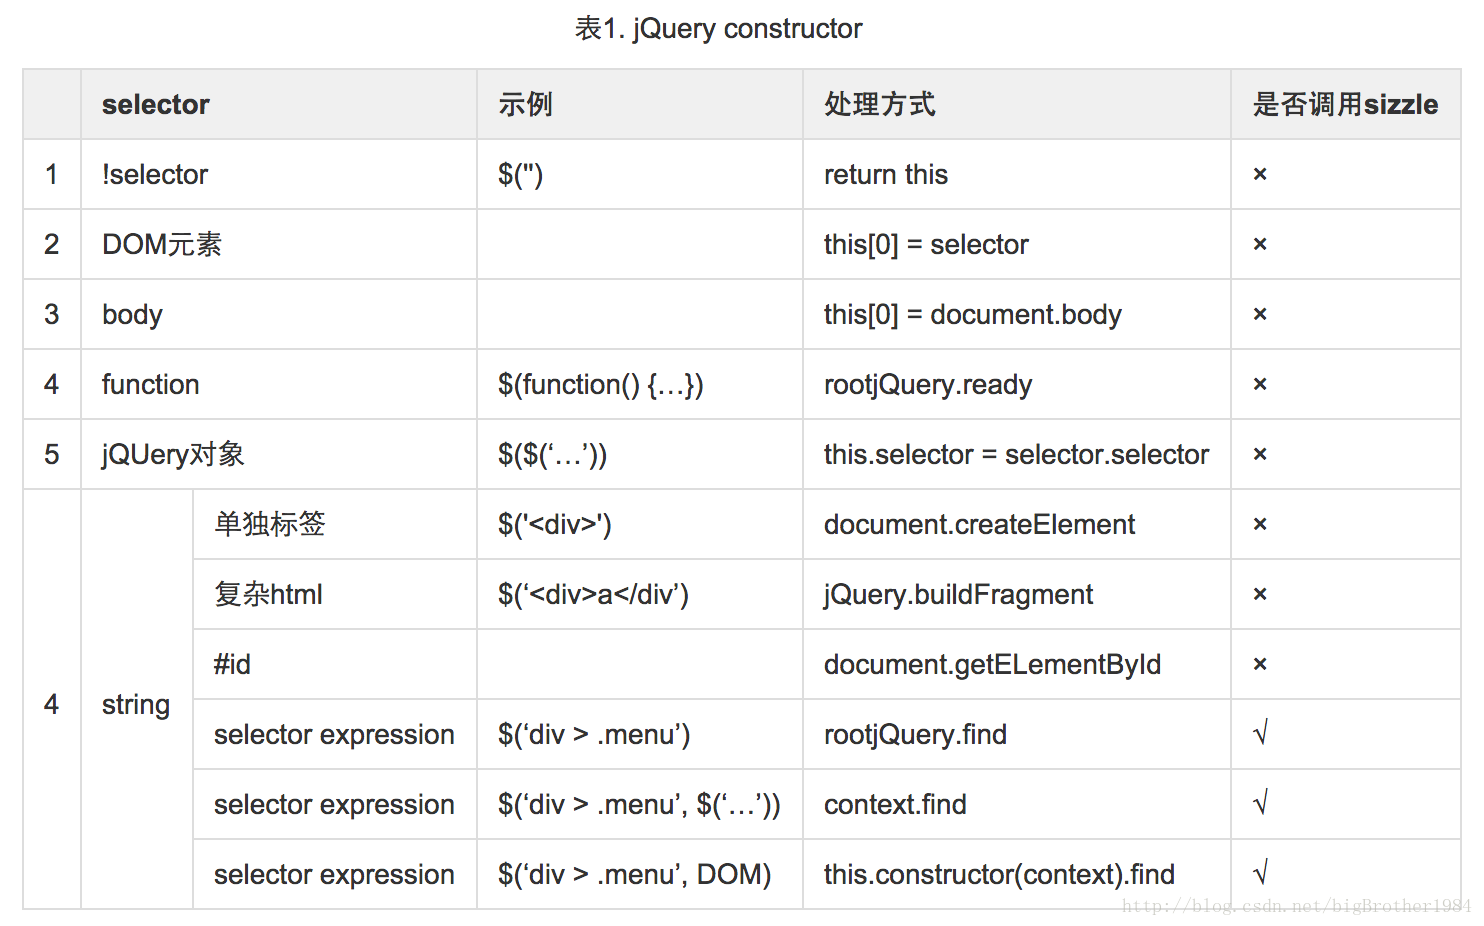 表1. jQuery constructor
selector 示例 处理方式 是否调用sizzle
1 !selector $('') return this ×
2 DOM元素 this[0] = selector ×
3 body this[0] = document.body ×
4 function $(function() {…}) rootjQuery.ready ×
5 jQUery对象 $($(‘…’)) this.selector = selector.selector ×
单独标签 $('<div>') document.createElement ×
复杂html $(‘<div>a</div’) jQuery.buildFragment ×
#id document.getELementById ×
4 string
selector expression $(‘div > .menu’) rootjQuery.find √
selector expression $(‘div > .menu’, $(‘…’)) context.find √
selector expression $(‘div > .menu’, DOM) this.constructor(context).find √
http://blog.csdn.net/bigBrother1984